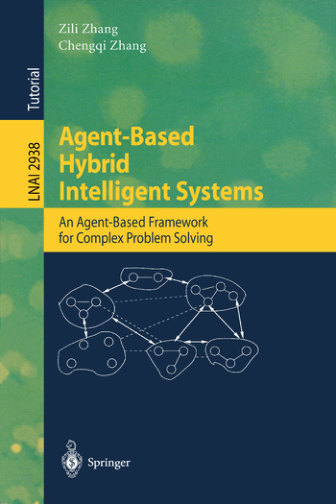 Zili Zhang
Chengqi Zhang
Tutorial
LNAI 2938
Agent-Based
Hybrid
Intelligent Systems
An Agent-Based Framework
for Complex Problem Solving
Springer